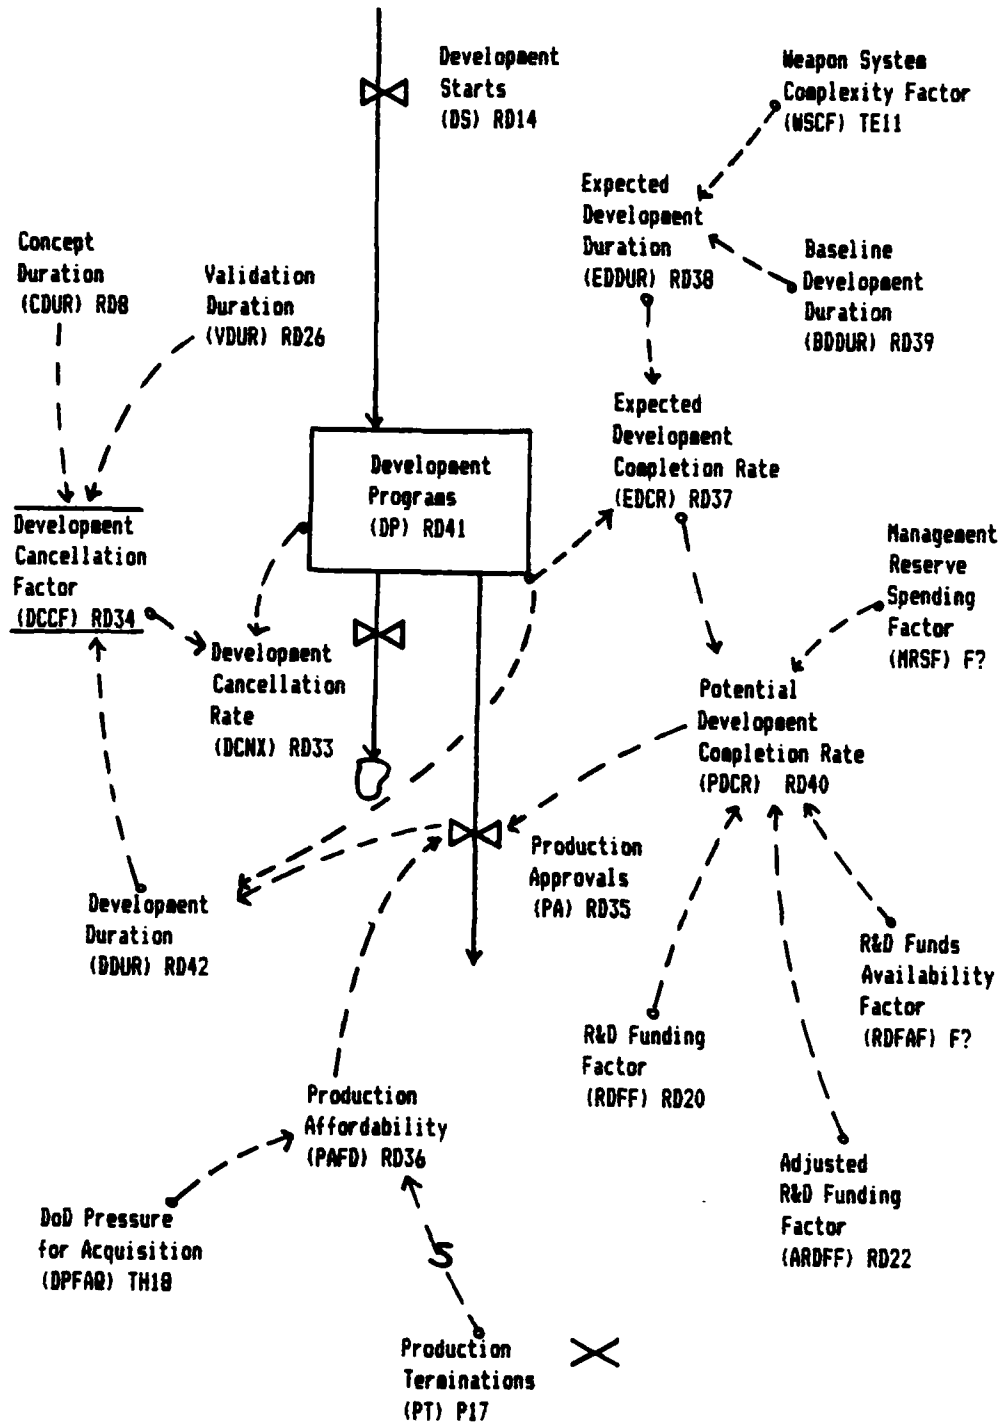 Development
Starts
(DS) RD14
Weapon System
Complexity Factor
(WSCF) TE11
Expected
Development
Duration
(EDDUR) RD38
Baseline
Development
Duration
(BDDUR) RD39
Concept
Duration
(CDUR) RD8
Validation
Duration
(VDUR) RD26
Expected
Development
Completion Rate
(EDCR) RD37
Development
Programs
(DP) RD41
Development
Cancellation
Factor
(DCCF) RD34
Management
Reserve
Spending
Factor
(MRSF) F?
Development
Cancellation
Rate
(DCNX) RD33
Potential
Development
Completion Rate
(PDCR) RD40
Production
Approvals
(PA) RD35
Development
Duration
(DDUR) RD42
R&D Funds
Availability
Factor
(RDFAF) F?
R&D Funding
Factor
(RDFF) RD20
Production
Affordability
(PAFD) RD36
Adjusted
R&D Funding
Factor
(ARDFF) RD22
DoD Pressure
for Acquisition
(DPFAQ) TH18
S
Production
Terminations
(PT) P17